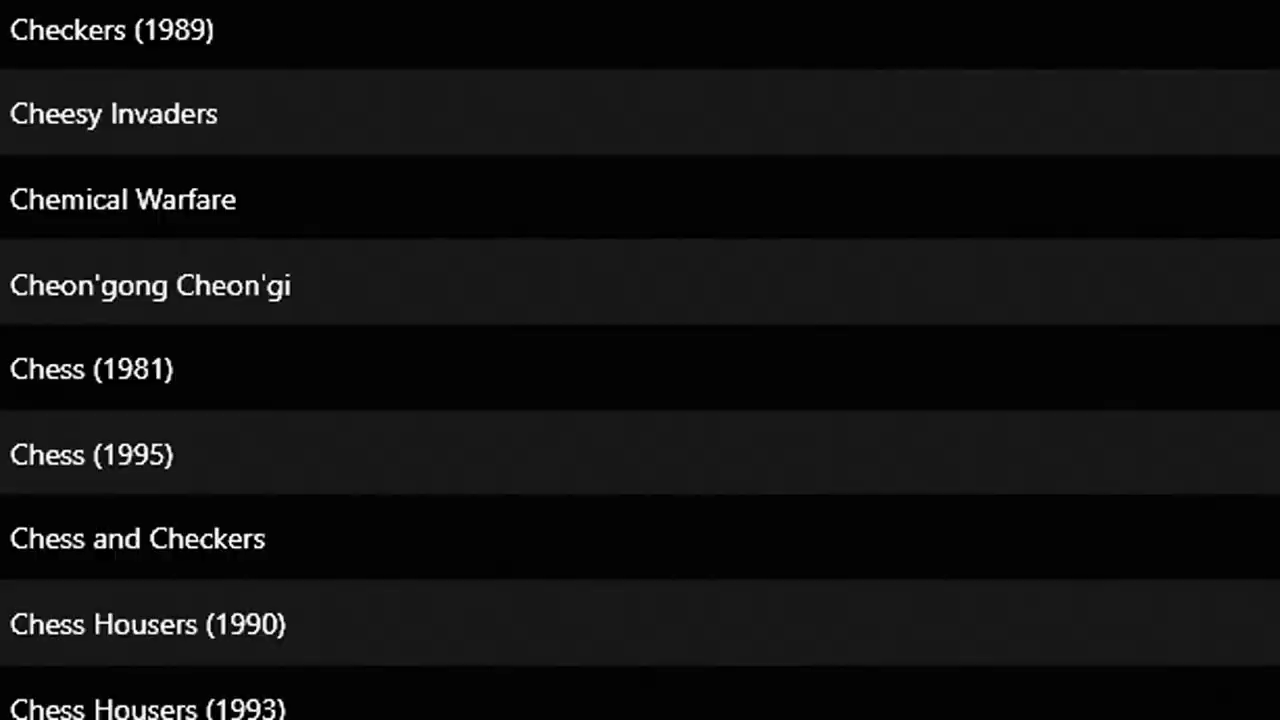 Checkers (1989)
Cheesy Invaders
Chemical Warfare
Cheon'gong Cheon'gi
Chess (1981)
Chess (1995)
Chess and Checkers
Chess Housers (1990)
Chess Housers (1993)